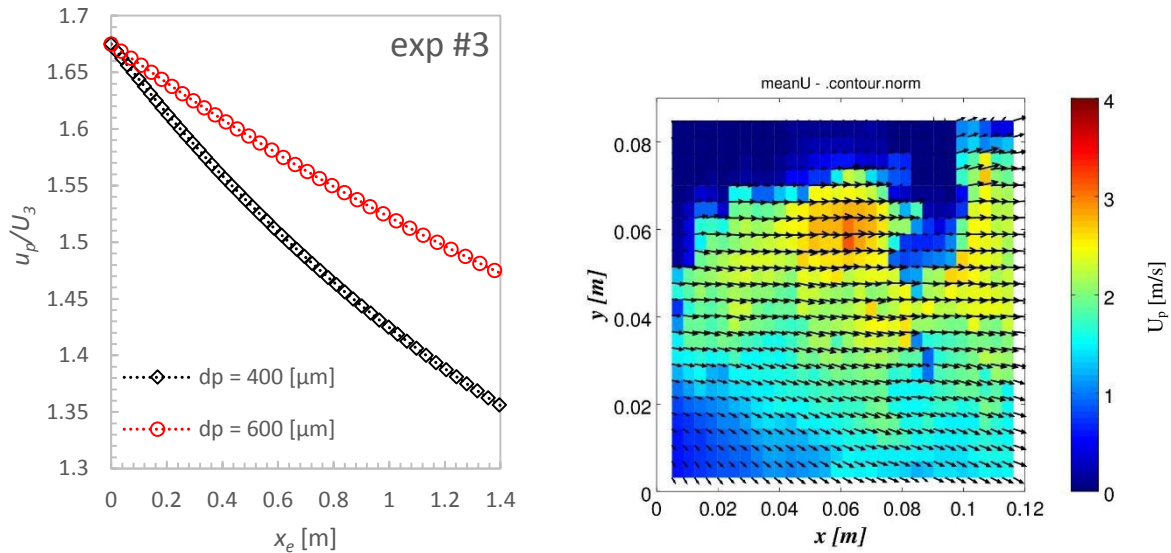 exp #3
1.7
1.65
1.6
1.55
1.5
1.45
1.4
1.35
1.3
u_p/U_3
dp = 400 [µm]
dp = 600 [µm]
0 0.2 0.4 0.6 0.8 1 1.2 1.4
x_e [m]
meanU - .contour.norm
0.08
0.06
0.04
0.02
0
y [m]
0 0.02 0.04 0.06 0.08 0.1 0.12
x [m]
4
3
2
1
0
U_p [m/s]